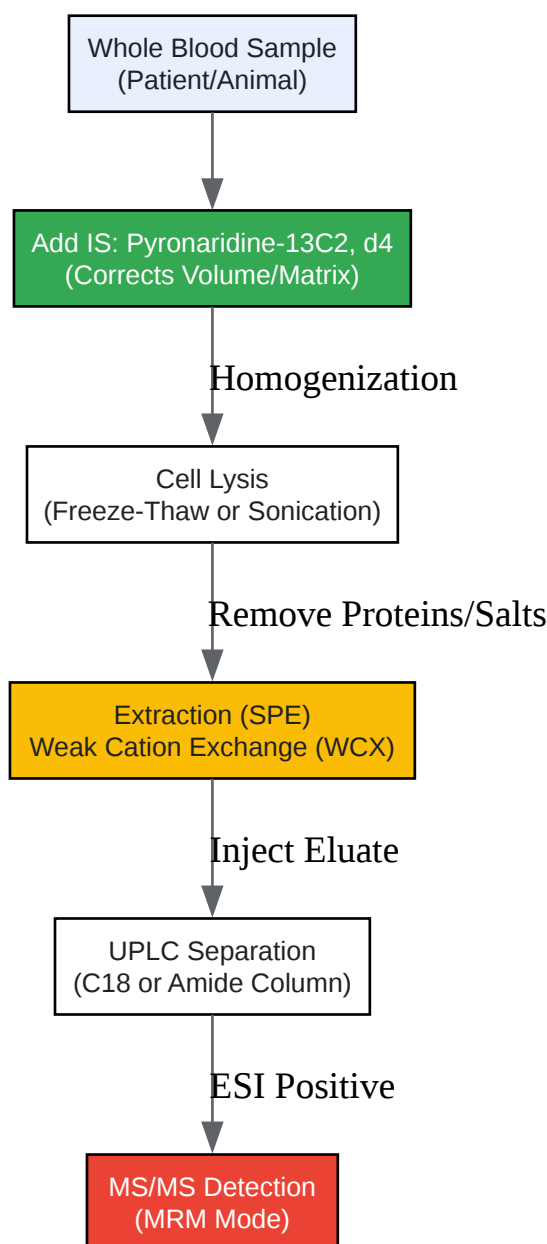 Whole Blood Sample
(Patient/Animal)
Add IS: Pyronaridine-13C2, d4
(Corrects Volume/Matrix)
Homogenization
Cell Lysis
(Freeze-Thaw or Sonication)
Remove Proteins/Salts
Extraction (SPE)
Weak Cation Exchange (WCX)
Inject Eluate
UPLC Separation
(C18 or Amide Column)
ESI Positive
MS/MS Detection
(MRM Mode)